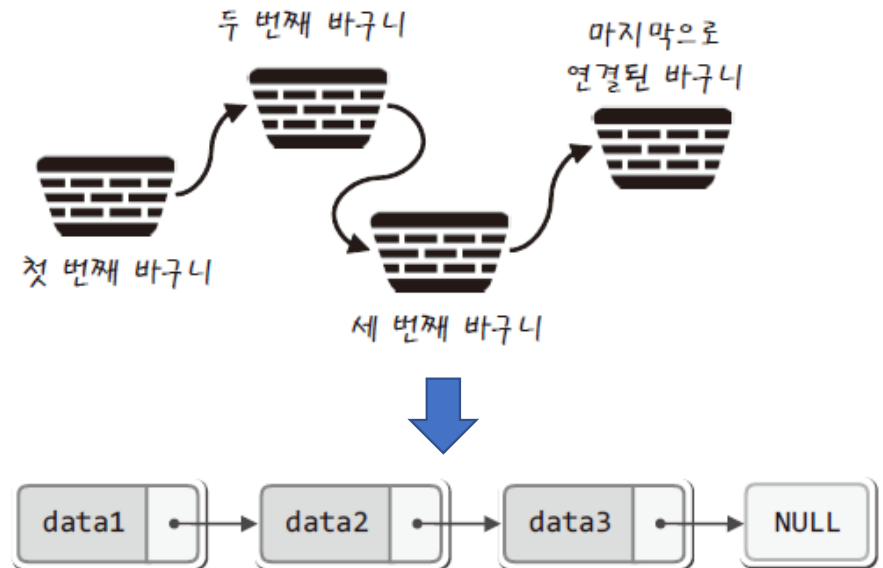 두 번째 바구니
마지막으로
연결된 바구니
첫 번째 바구니
세 번째 바구니
data1 data2 data3 NULL